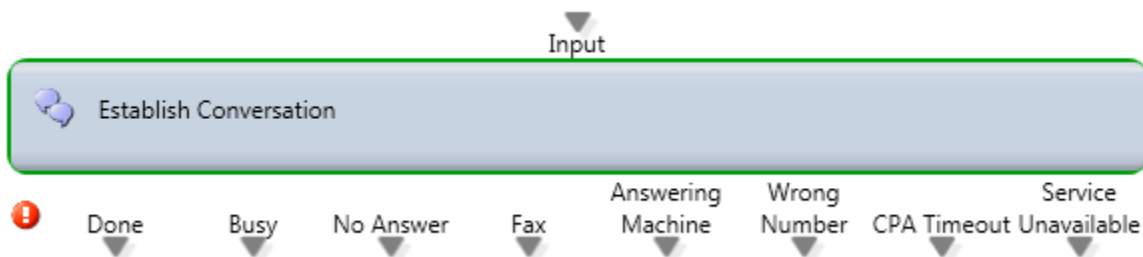 Input
Establish Conversation
Answering Wrong Service
Done Busy No Answer Fax Machine Number CPA Timeout Unavailable